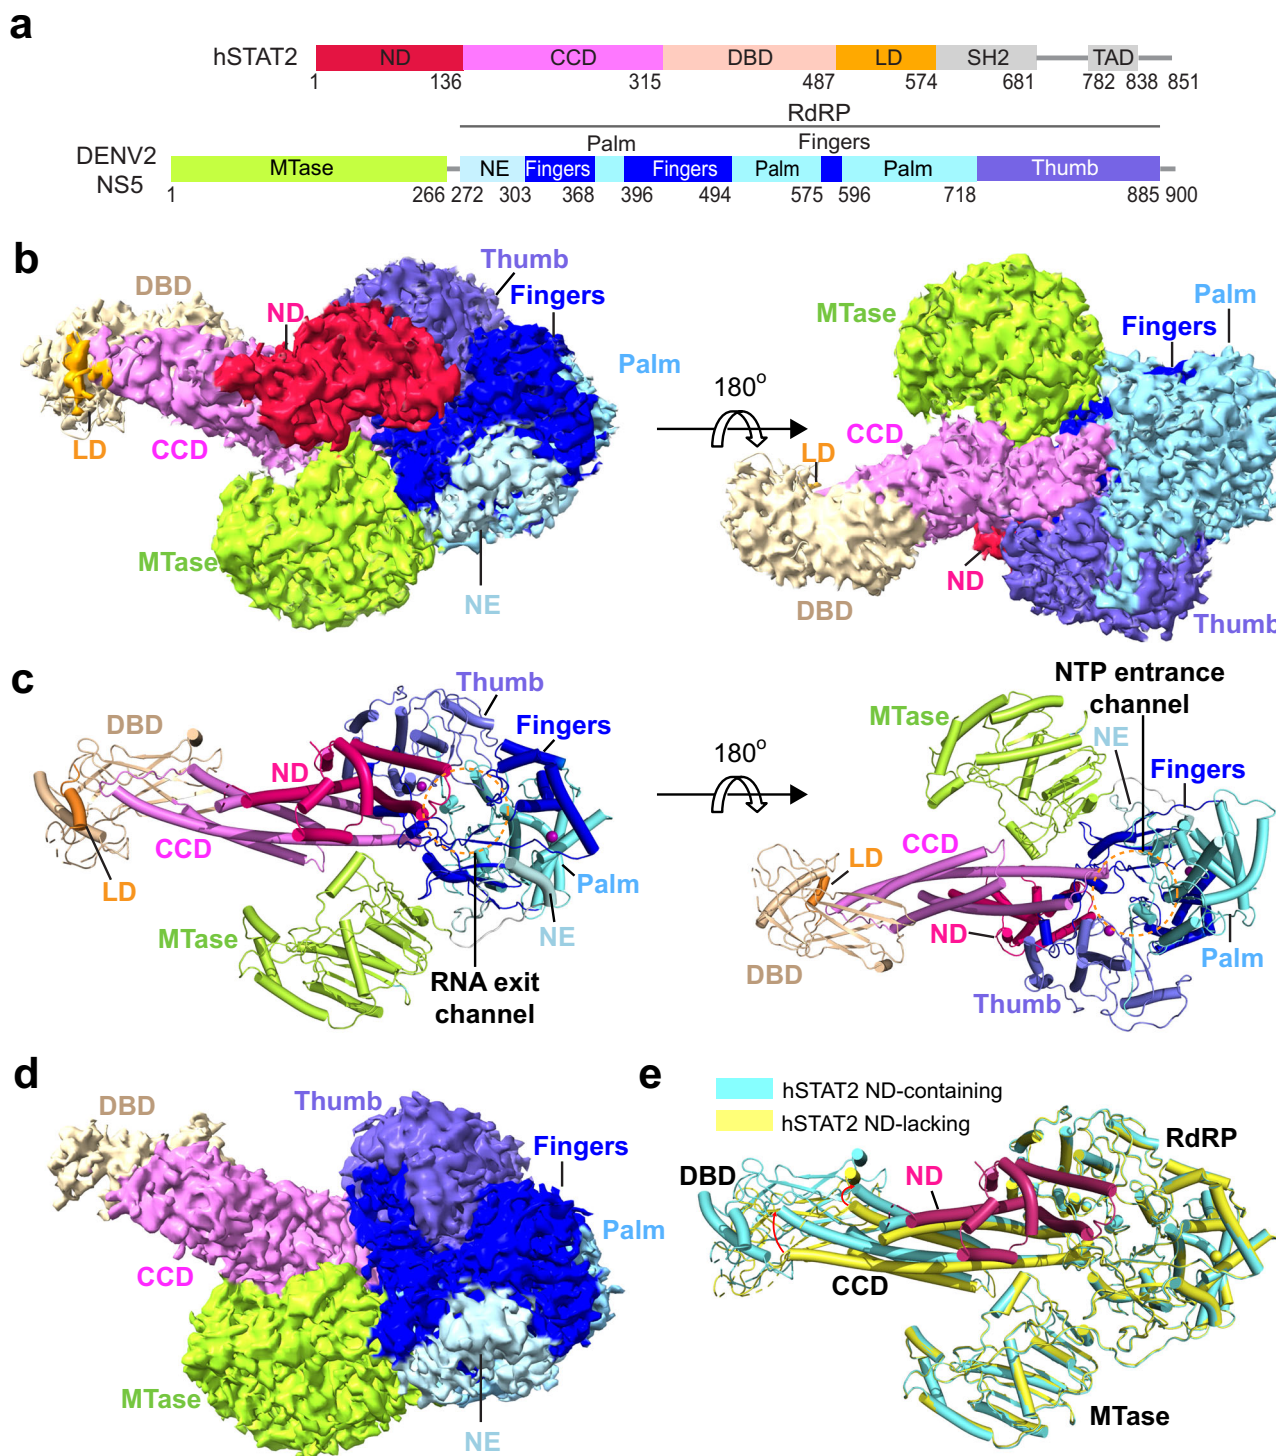 a
hSTAT2 ND CCD DBD LD SH2 TAD
1 136 315 487 574 681 782 838 851
RdRP
Palm Fingers
DENV2 NS5 MTase NE Fingers Fingers Palm Palm Thumb
1 266 272 303 368 396 494 575 596 718 885 900
b
Thumb
DBD
Fingers
ND
Palm
LD
CCD
MTase
NE
180°
MTase
Palm
Fingers
CCD
LD
ND
DBD
Thumb
c
Thumb
DBD
Fingers
ND
CCD
LD
Palm
MTase
NE
RNA exit
channel
180°
NTP entrance
channel
MTase
NE
Fingers
CCD
LD
ND
DBD
Palm
Thumb
d
DBD
Thumb
Fingers
Palm
CCD
MTase
NE
e
hSTAT2 ND-containing
hSTAT2 ND-lacking
RdRP
DBD
ND
CCD
MTase